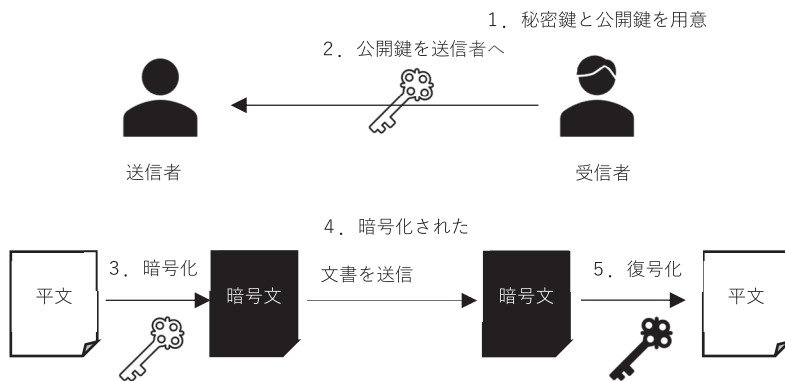 1．秘密鍵と公開鍵を用意
2．公開鍵を送信者へ
送信者
受信者
4．暗号化された
文書を送信
平文
3．暗号化
暗号文
暗号文
5．復号化
平文